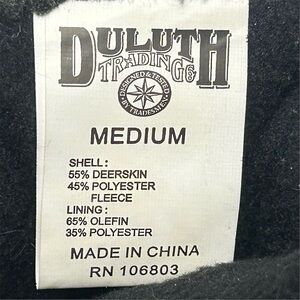 DULUTH
TRADING CO
DESIGNED & TESTED
BY TRADESMEN
MEDIUM
SHELL:
55% DEERSKIN
45% POLYESTER
FLEECE
LINING:
65% OLEFIN
35% POLYESTER
MADE IN CHINA
RN 106803